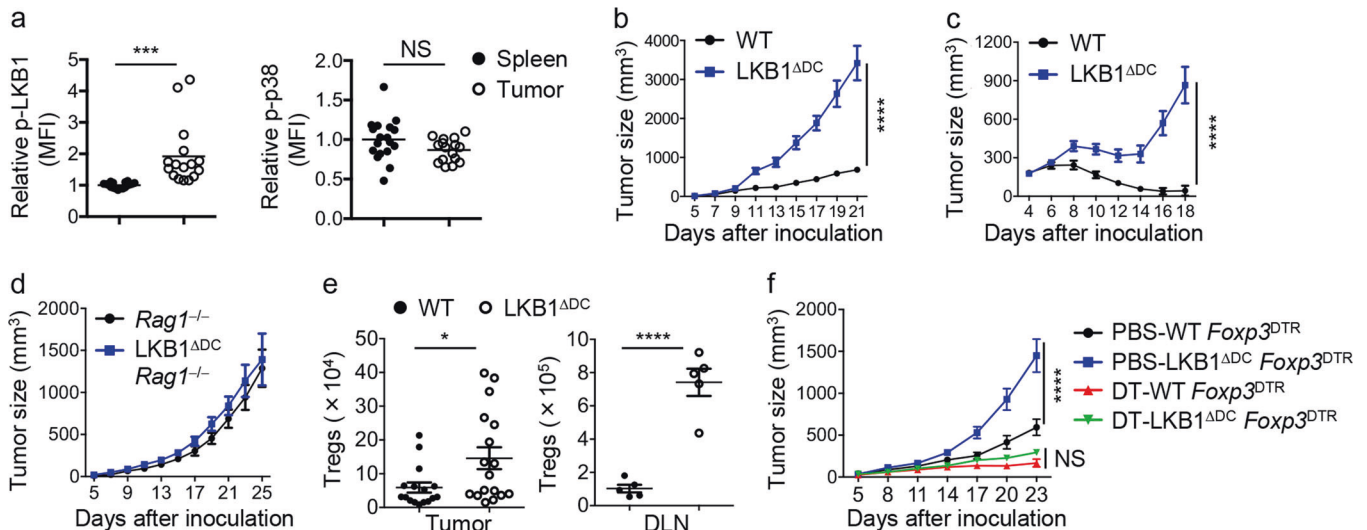 a
Relative p-LKB1
(MFI)
5
4
3
2
1
0
***
Relative p-p38
(MFI)
2.0
1.5
1.0
0.5
0.0
NS
Spleen
Tumor
b
Tumor size (mm³)
4000
3000
2000
1000
0
WT
LKB1ΔDC
****
5 7 9 11 13 15 17 19 21
Days after inoculation
c
Tumor size (mm³)
1200
900
600
300
0
WT
LKB1ΔDC
****
4 6 8 10 12 14 16 18
Days after inoculation
d
Tumor size (mm³)
2000
1500
1000
500
0
Rag1−/−
LKB1ΔDC
Rag1−/−
5 9 13 17 21 25
Days after inoculation
e
WT
LKB1ΔDC
Tregs (×10⁴)
50
40
30
20
10
0
*
Tumor
Tregs (×10⁵)
10
8
6
4
2
0
****
DLN
f
Tumor size (mm³)
2000
1500
1000
500
0
PBS-WT Foxp3DTR
PBS-LKB1ΔDC Foxp3DTR
DT-WT Foxp3DTR
DT-LKB1ΔDC Foxp3DTR
****
NS
5 8 11 14 17 20 23
Days after inoculation